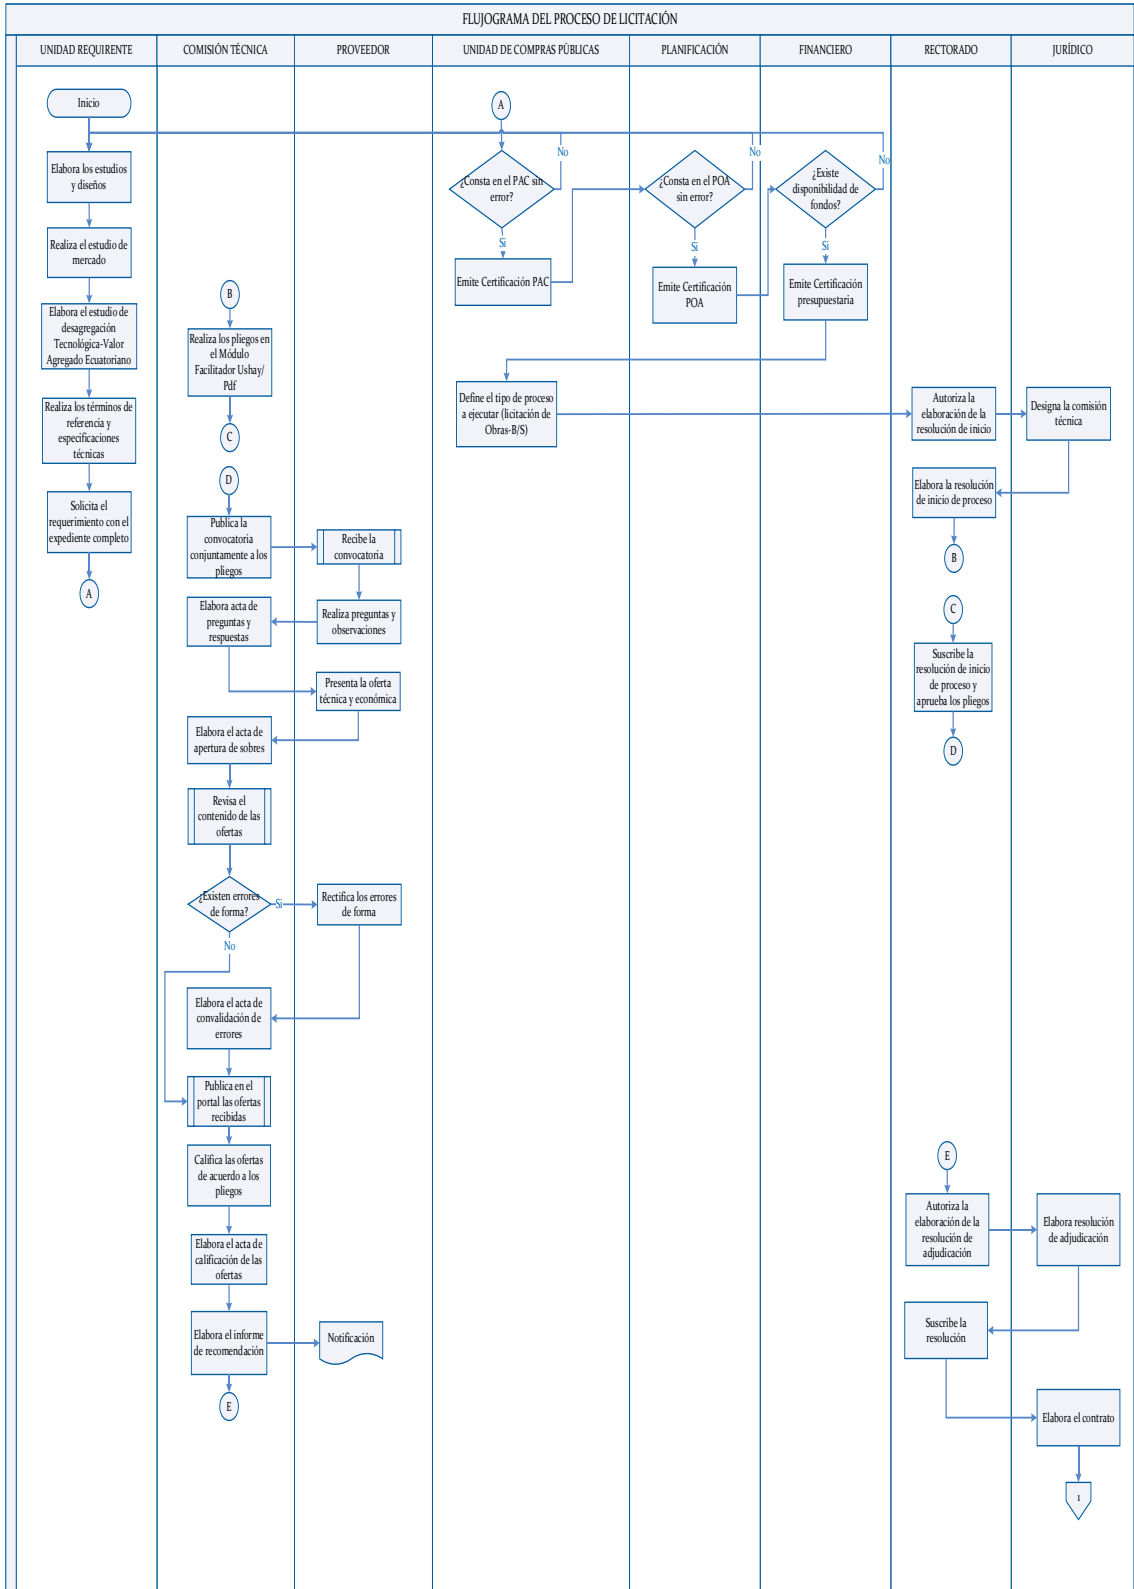 FLUJOGRAMA DEL PROCESO DE LICITACIÓN
UNIDAD REQUIRENTE
COMISIÓN TÉCNICA
PROVEEDOR
UNIDAD DE COMPRAS PÚBLICAS
PLANIFICACIÓN
FINANCIERO
RECTORADO
JURÍDICO
Inicio
Elabora los estudios
y diseños
Realiza el estudio de
mercado
Elabora el estudio de
desagregación
Tecnológica-Valor
Agregado Ecuatoriano
Realiza los términos de
referencia y
especificaciones
técnicas
Solicita el
requerimiento con el
expediente completo
A
B
Realiza los pliegos en
el Módulo
Facilitador Ushay/
Pdf
C
D
Publica la
convocatoria
conjuntamente a los
pliegos
Elabora acta de
preguntas y
respuestas
Elabora el acta de
apertura de sobres
Revisa el
contenido de las
ofertas
¿Existen errores
de forma?
Si
No
Elabora el acta de
convalidación de
errores
Publica en el
portal las ofertas
recibidas
Califica las ofertas
de acuerdo a los
pliegos
Elabora el acta de
calificación de las
ofertas
Elabora el informe
de recomendación
E
Recibe la
convocatoria
Realiza preguntas y
observaciones
Presenta la oferta
técnica y económica
Rectifica los errores
de forma
Notificación
A
¿Consta en el PAC sin
error?
No
Si
Emite Certificación PAC
Define el tipo de proceso
a ejecutar (licitación de
Obras-B/S)
¿Consta en el POA
sin error?
No
Si
Emite Certificación
POA
¿Existe
disponibilidad de
fondos?
No
Si
Emite Certificación
presupuestaria
Autoriza la
elaboración de la
resolución de inicio
Elabora la resolución
de inicio de proceso
B
C
Suscribe la
resolución de inicio
de proceso y
aprueba los pliegos
D
E
Autoriza la
elaboración de la
resolución de
adjudicación
Suscribe la
resolución
Designa la comisión
técnica
Elabora resolución
de adjudicación
Elabora el contrato
1